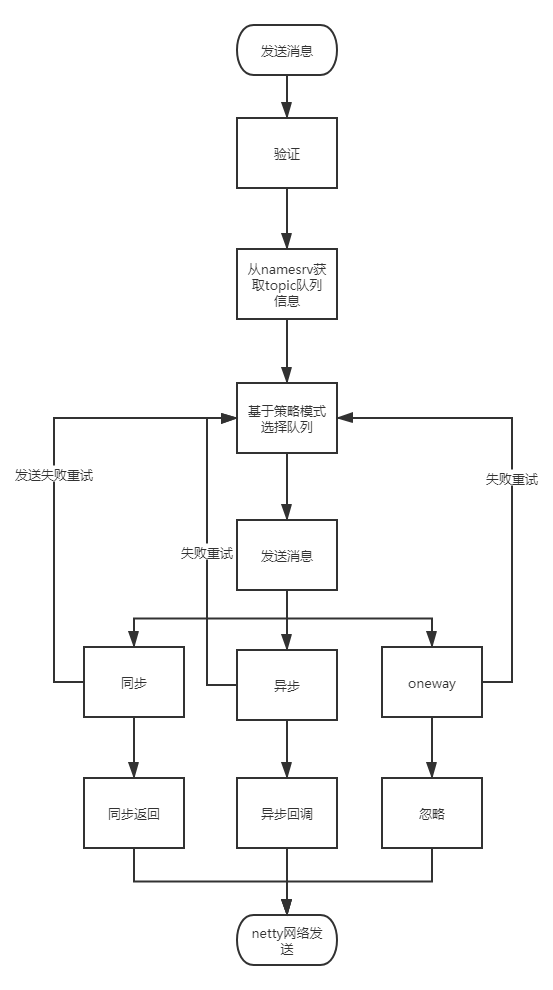 发送消息
验证
从namesrv获
取topic队列
信息
基于策略模式
选择队列
发送失败重试
失败重试
失败重试
发送消息
同步
异步
oneway
同步返回
异步回调
忽略
netty网络发
送